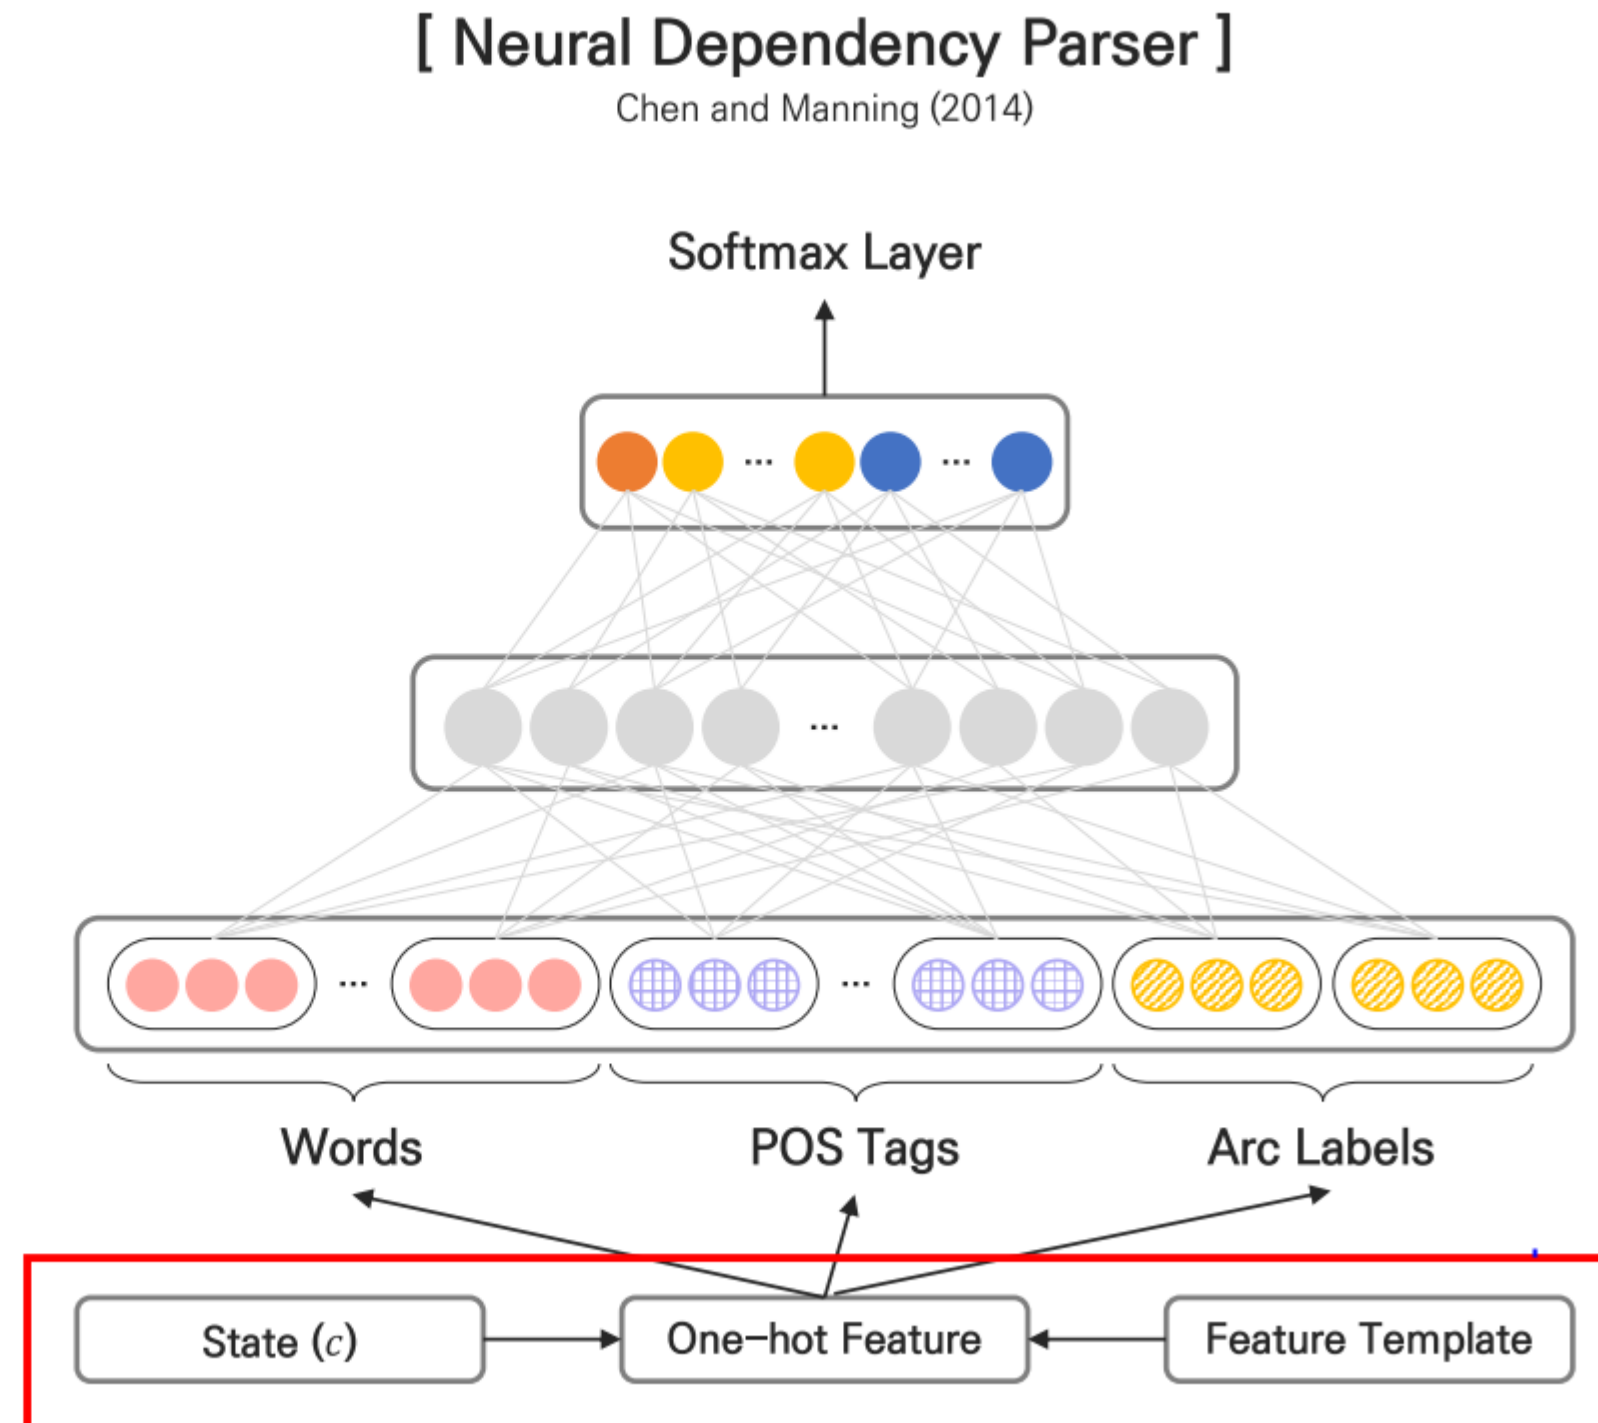 [ Neural Dependency Parser ]
Chen and Manning (2014)
Softmax Layer
... ...
...
... ...
Words POS Tags Arc Labels
State (c) One-hot Feature Feature Template